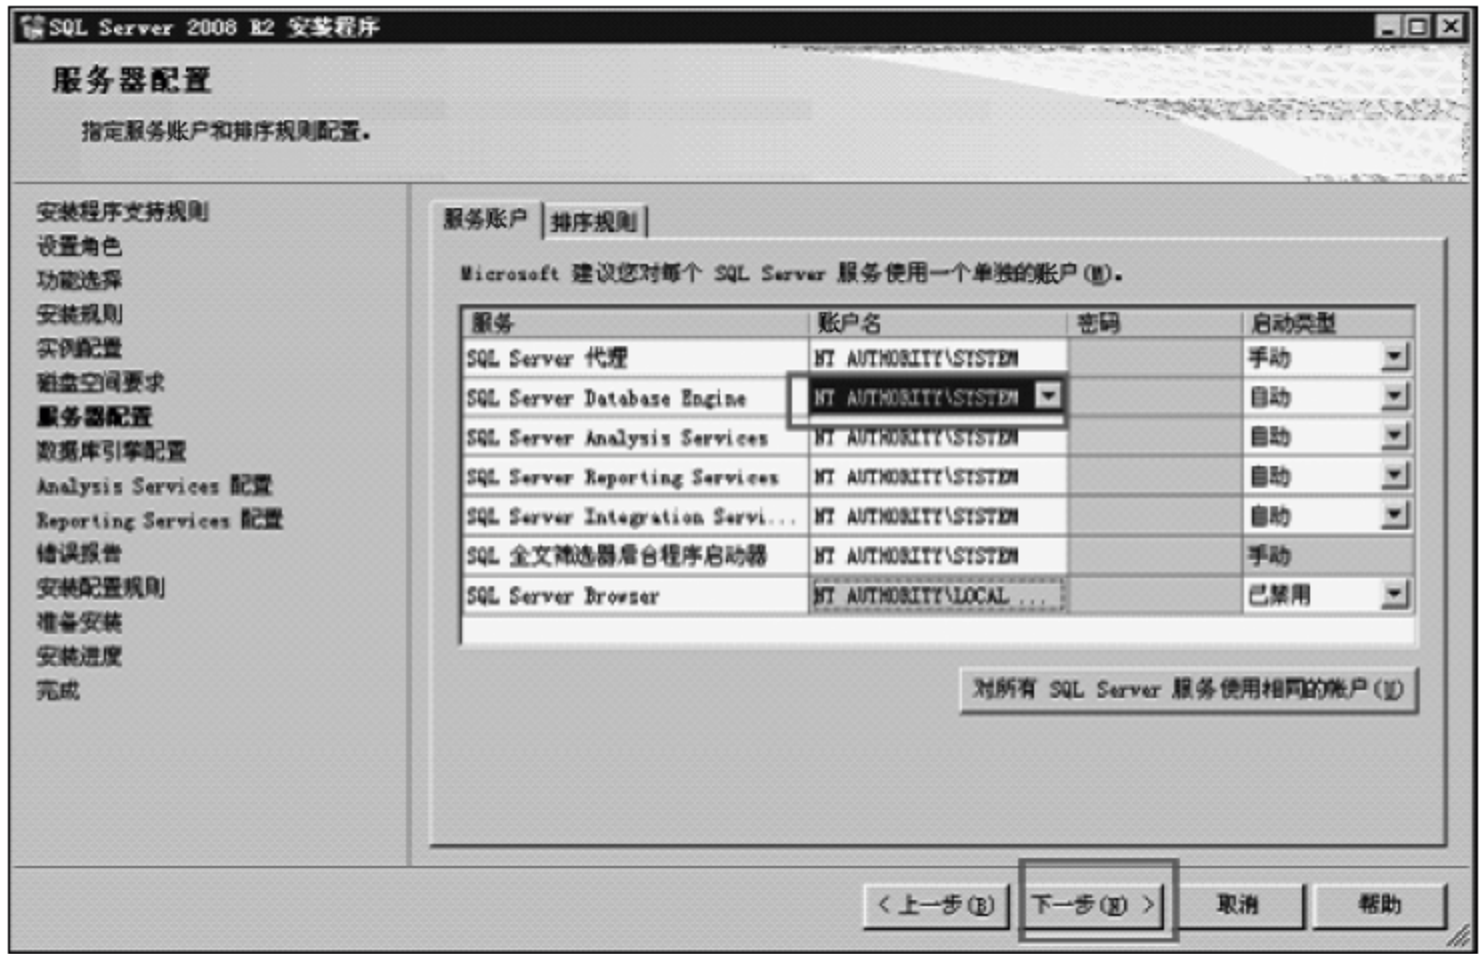 SQL Server 2008 R2 安装程序
服务器配置
指定服务账户和排序规则配置。
安装程序支持规则
设置角色
功能选择
安装规则
实例配置
磁盘空间要求
服务器配置
数据库引擎配置
Analysis Services 配置
Reporting Services 配置
错误报告
安装配置规则
准备安装
安装进度
完成
服务账户 排序规则
Microsoft 建议您对每个 SQL Server 服务使用一个单独的账户(M)。
服务 账户名 密码 启动类型
SQL Server 代理 NT AUTHORITY\SYSTEM 手动
SQL Server Database Engine NT AUTHORITY\SYSTEM 自动
SQL Server Analysis Services NT AUTHORITY\SYSTEM 自动
SQL Server Reporting Services NT AUTHORITY\SYSTEM 自动
SQL Server Integration Servi... NT AUTHORITY\SYSTEM 自动
SQL 全文筛选器后台程序启动器 NT AUTHORITY\SYSTEM 手动
SQL Server Browser NT AUTHORITY\LOCAL ... 已禁用
对所有 SQL Server 服务使用相同的帐户(U)
< 上一步(B) 下一步(N) > 取消 帮助